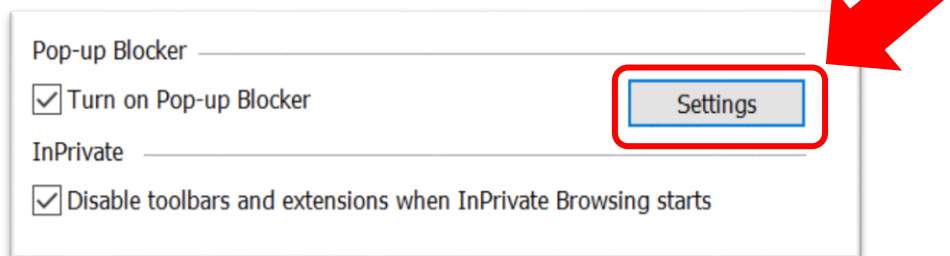 Pop-up Blocker
Turn on Pop-up Blocker
Settings
InPrivate
Disable toolbars and extensions when InPrivate Browsing starts